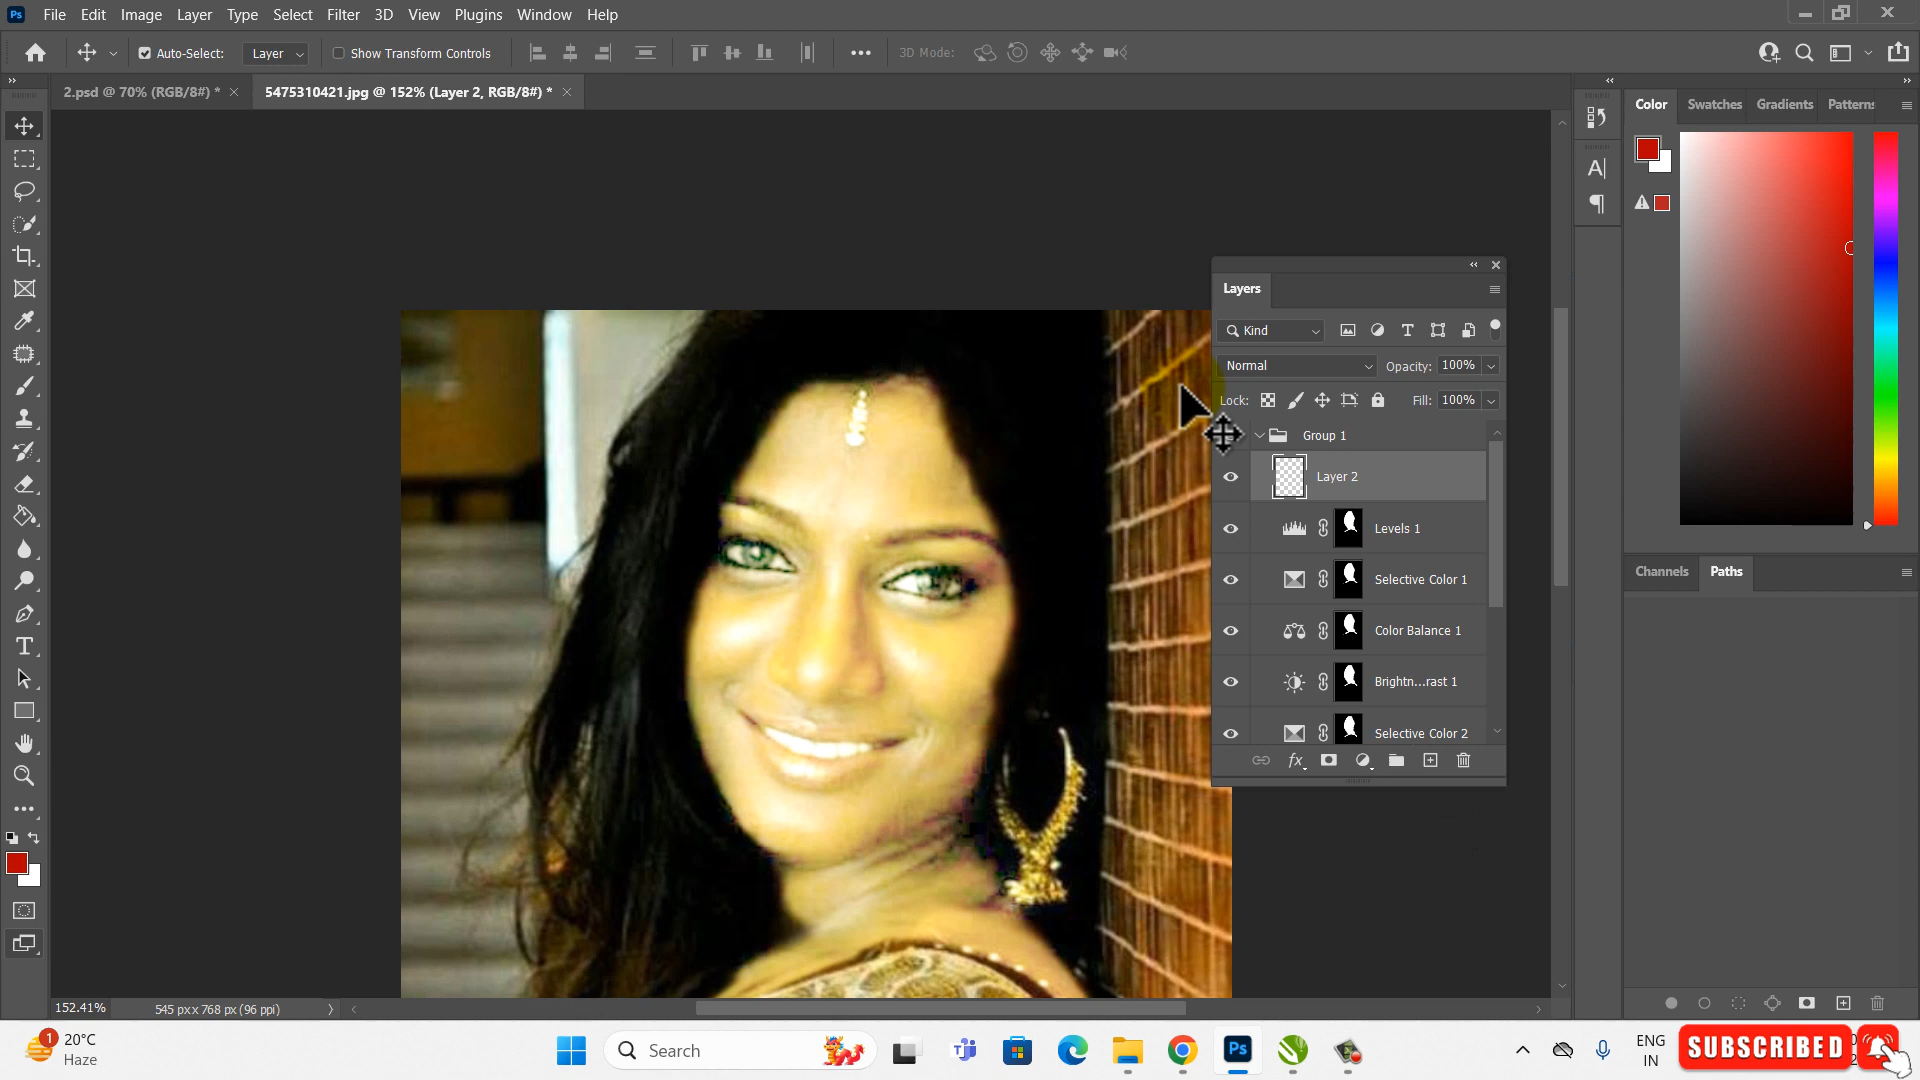 Ps File Edit Image Layer Type Select Filter 3D View Plugins Window Help
Auto-Select: Layer Show Transform Controls 3D Mode:
2.psd @ 70% (RGB/8#) * 5475310421.jpg @ 152% (Layer 2, RGB/8#) *
Color Swatches Gradients Patterns
Layers
Kind
Normal Opacity: 100%
Lock: Fill: 100%
Group 1
Layer 2
Levels 1
Selective Color 1
Color Balance 1
Brightn...rast 1
Selective Color 2
Channels Paths
152.41% 545 px x 768 px (96 ppi)
1 20°C
Haze
Search
Ps
ENG
IN
SUBSCRIBED